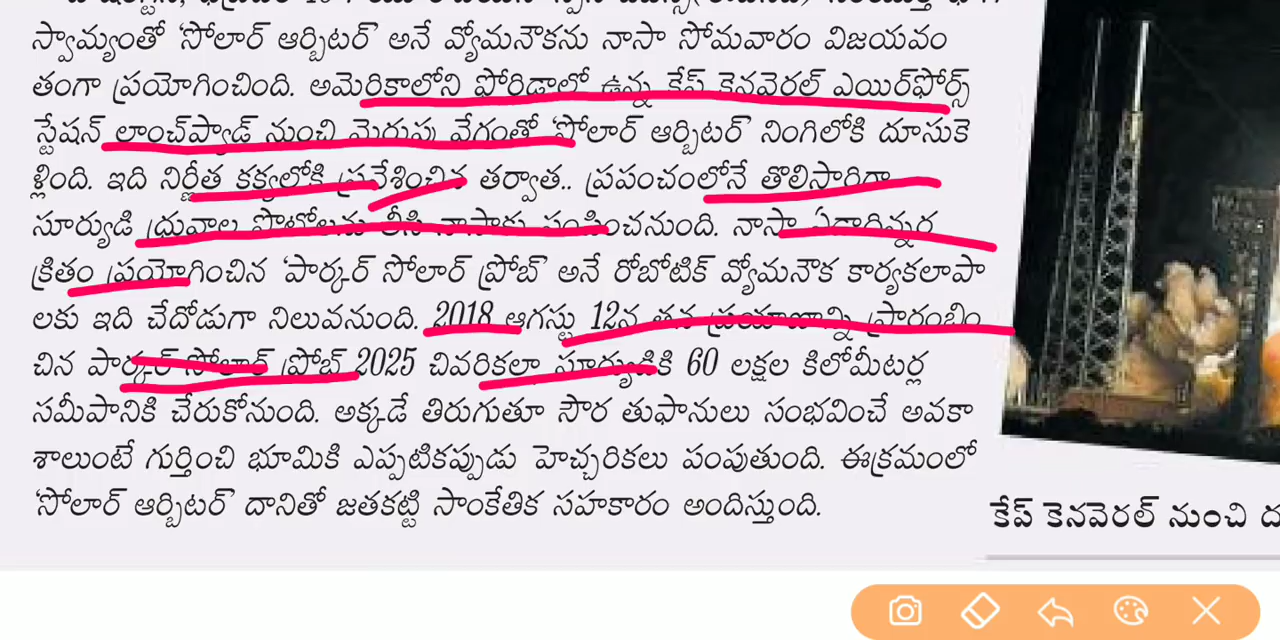 స్వామ్యంతో ‘సోలార్ ఆర్బిటర్’ అనే వ్యోమనౌకను నాసా సోమవారం విజయవం
తంగా ప్రయోగించింది. అమెరికాలోని ఫ్లోరిడాలో ఉన్న కేప్ కెనవెరల్ ఎయిర్‌ఫోర్స్
స్టేషన్ లాంచ్‌ప్యాడ్ నుంచి మెరుపు వేగంతో ‘సోలార్ ఆర్బిటర్’ నింగిలోకి దూసుకె
ళ్లింది. ఇది నిర్ణీత కక్ష్యలోకి ప్రవేశించిన తర్వాత.. ప్రపంచంలోనే తొలిసారిగా
సూర్యుడి ధ్రువాల ఫొటోలను తీసి నాసాకు పంపించనుంది. నాసా ఏడాదిన్నర
క్రితం ప్రయోగించిన ‘పార్కర్ సోలార్ ప్రోబ్’ అనే రోబోటిక్ వ్యోమనౌక కార్యకలాపా
లకు ఇది చేదోడుగా నిలువనుంది. 2018 ఆగస్టు 12న తన ప్రయాణాన్ని ప్రారంభిం
చిన పార్కర్ సోలార్ ప్రోబ్ 2025 చివరికల్లా సూర్యుడికి 60 లక్షల కిలోమీటర్ల
సమీపానికి చేరుకోనుంది. అక్కడే తిరుగుతూ సౌర తుఫానులు సంభవించే అవకా
శాలుంటే గుర్తించి భూమికి ఎప్పటికప్పుడు హెచ్చరికలు పంపుతుంది. ఈక్రమంలో
‘సోలార్ ఆర్బిటర్’ దానితో జతకట్టి సాంకేతిక సహకారం అందిస్తుంది.
కేప్ కెనవెరల్ నుంచి